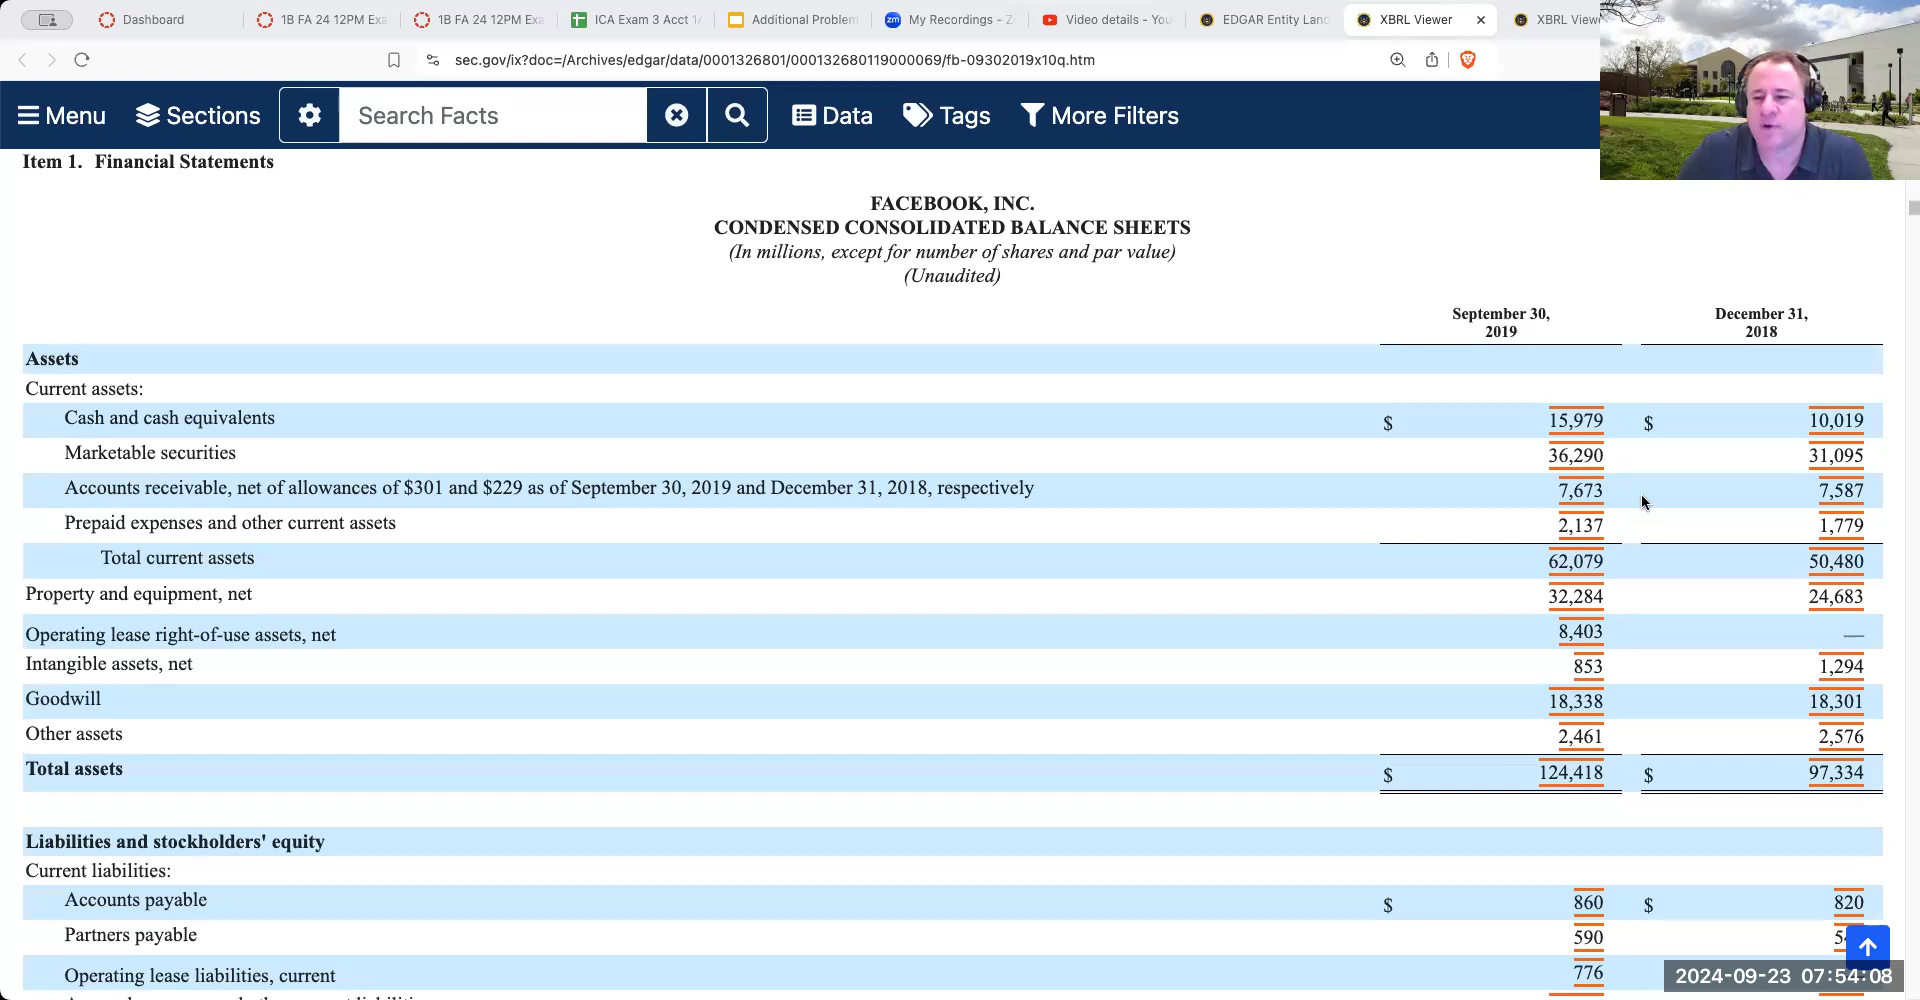 Dashboard
1B FA 24 12PM Exa
1B FA 24 12PM Exa
ICA Exam 3 Acct 1
Additional Problem
zm My Recordings - Z
Video details - You
EDGAR Entity Land
XBRL Viewer
XBRL View
sec.gov/ix?doc=/Archives/edgar/data/0001326801/000132680119000069/fb-09302019x10q.htm
Menu Sections Search Facts Data Tags More Filters
Item 1. Financial Statements
FACEBOOK, INC.
CONDENSED CONSOLIDATED BALANCE SHEETS
(In millions, except for number of shares and par value)
(Unaudited)
September 30, December 31,
2019 2018
Assets
Current assets:
Cash and cash equivalents $ 15,979 $ 10,019
Marketable securities 36,290 31,095
Accounts receivable, net of allowances of $301 and $229 as of September 30, 2019 and December 31, 2018, respectively 7,673 7,587
Prepaid expenses and other current assets 2,137 1,779
Total current assets 62,079 50,480
Property and equipment, net 32,284 24,683
Operating lease right-of-use assets, net 8,403 —
Intangible assets, net 853 1,294
Goodwill 18,338 18,301
Other assets 2,461 2,576
Total assets $ 124,418 $ 97,334
Liabilities and stockholders' equity
Current liabilities:
Accounts payable $ 860 $ 820
Partners payable 590
Operating lease liabilities, current 776
2024-09-23 07:54:08